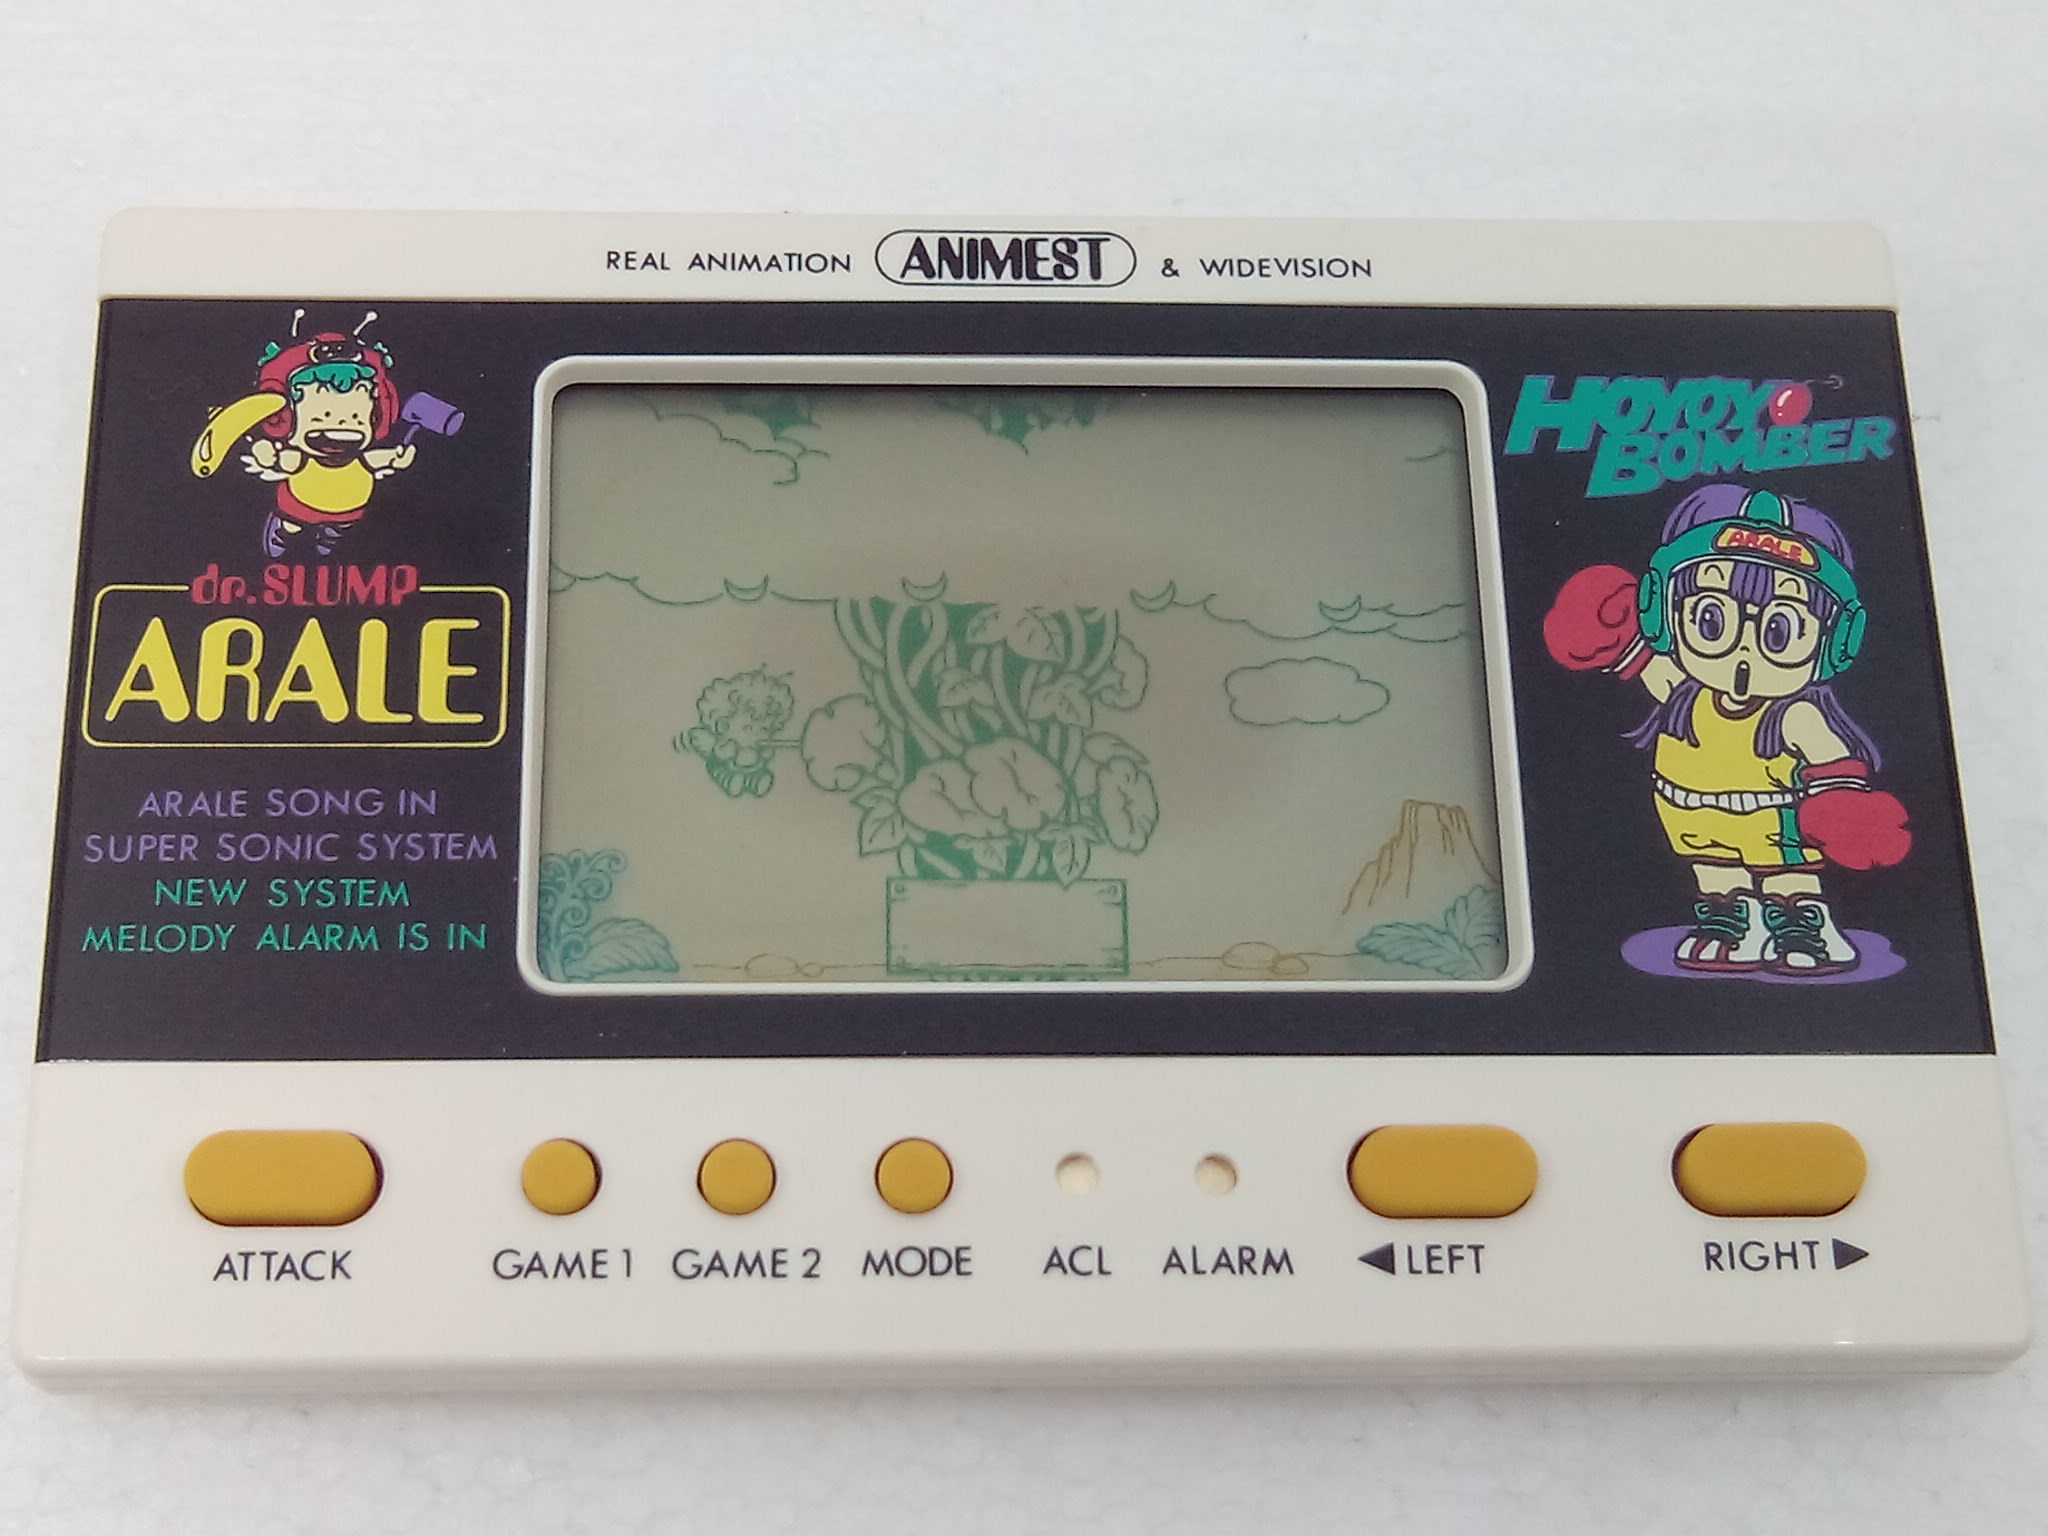 REAL ANIMATION ANIMEST & WIDEVISION
dr. SLUMP
ARALE
ARALE SONG IN
SUPER SONIC SYSTEM
NEW SYSTEM
MELODY ALARM IS IN
HOYOYO
BOMBER
ARALE
ATTACK
GAME 1
GAME 2
MODE
ACL
ALARM
◀LEFT
RIGHT▶